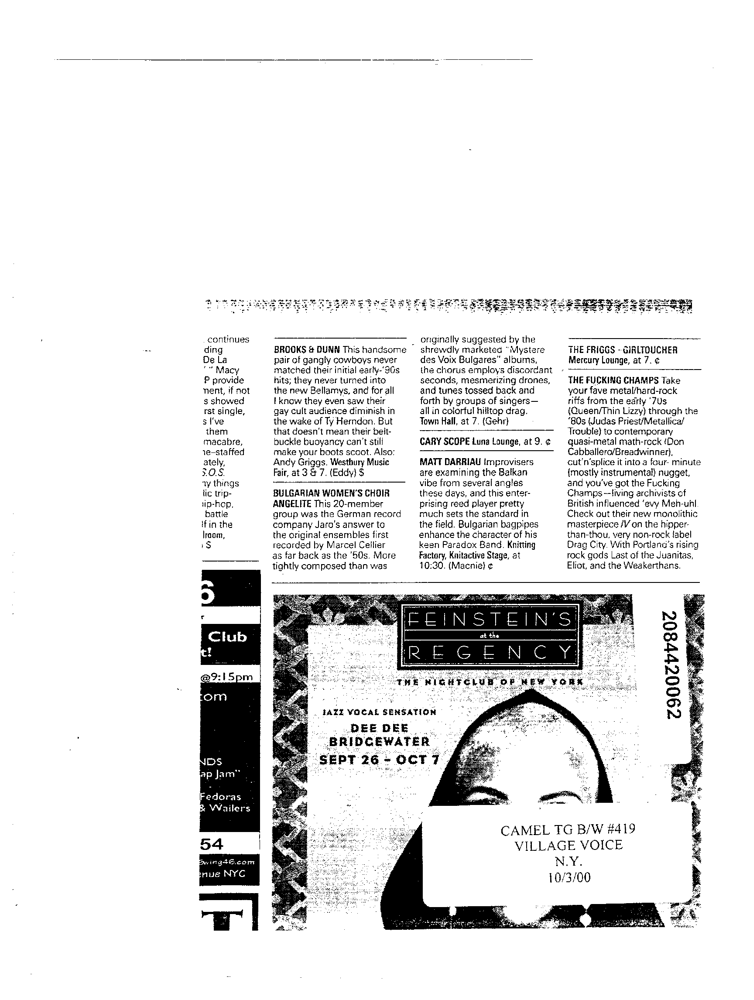 continues
ding
De La
Macy
P provide
ment, if not
s showed
rst single,
s I've
them
macabre,
ne-staffed
ately,
S.O.S.
ny things
lic trip-
nip-hop,
battle
lf in the
lream,
S
BROOKS & DUNN This handsome
pair of gangly cowboys never
matched their initial early-'90s
hits; they never turned into
the new Bellamys, and for all
I know they even saw their
gay cult audience diminish in
the wake of Ty Herndon. But
that doesn't mean their belt-
buckle buoyancy can't still
make your boots scoot. Also:
Andy Griggs. Westbury Music
Fair, at 3 & 7. (Eddy) $
BULGARIAN WOMEN'S CHOIR
ANGELITE This 20-member
group was the German record
company Jaro's answer to
the original ensembles first
recorded by Marcel Cellier
as far back as the '50s. More
tightly composed than was
originally suggested by the
shrewdly marketed "Mystere
des Voix Bulgares" albums,
the chorus employs discordant
seconds, mesmerizing drones,
and tunes tossed back and
forth by groups of singers—
all in colorful hilltop drag.
Town Hall, at 7. (Gehr)
CARY SCOPE Luna Lounge, at 9. ¢
MATT DARRIAU Improvisers
are examining the Balkan
vibe from several angles
these days, and this enter-
prising reed player pretty
much sets the standard in
the field. Bulgarian bagpipes
enhance the character of his
keen Paradox Band. Knitting
Factory, Knitactive Stage, at
10:30. (Macnie) ¢
THE FRIGGS - GIRLTOUCHER
Mercury Lounge, at 7. ¢
THE FUCKING CHAMPS Take
your fave metal/hard-rock
riffs from the early '70s
(Queen/Thin Lizzy) through the
'80s (Judas Priest/Metallica/
Trouble) to contemporary
quasi-metal math-rock (Don
Cabballero/Breadwinner),
cut'n'splice it into a four- minute
(mostly instrumental) nugget,
and you've got the Fucking
Champs—living archivists of
British influenced 'evy Meh-uhl
Check out their new monolithic
masterpiece IV on the hipper-
than-thou, very non-rock label
Drag City. With Portland's rising
rock gods Last of the Juanitas,
Eliot, and the Weakerthans.
6
r
Club
t!
@9:15pm
com
NDS
ap Jam"
Fedoras
& Wailers
54
Swing46.com
enue NYC
T
FEINSTEIN'S
at the
REGENCY
THE NIGHTCLUB OF NEW YORK
JAZZ VOCAL SENSATION
DEE DEE
BRIDGEWATER
SEPT 26 - OCT 7
2084420062
CAMEL TG B/W #419
VILLAGE VOICE
N.Y.
10/3/00